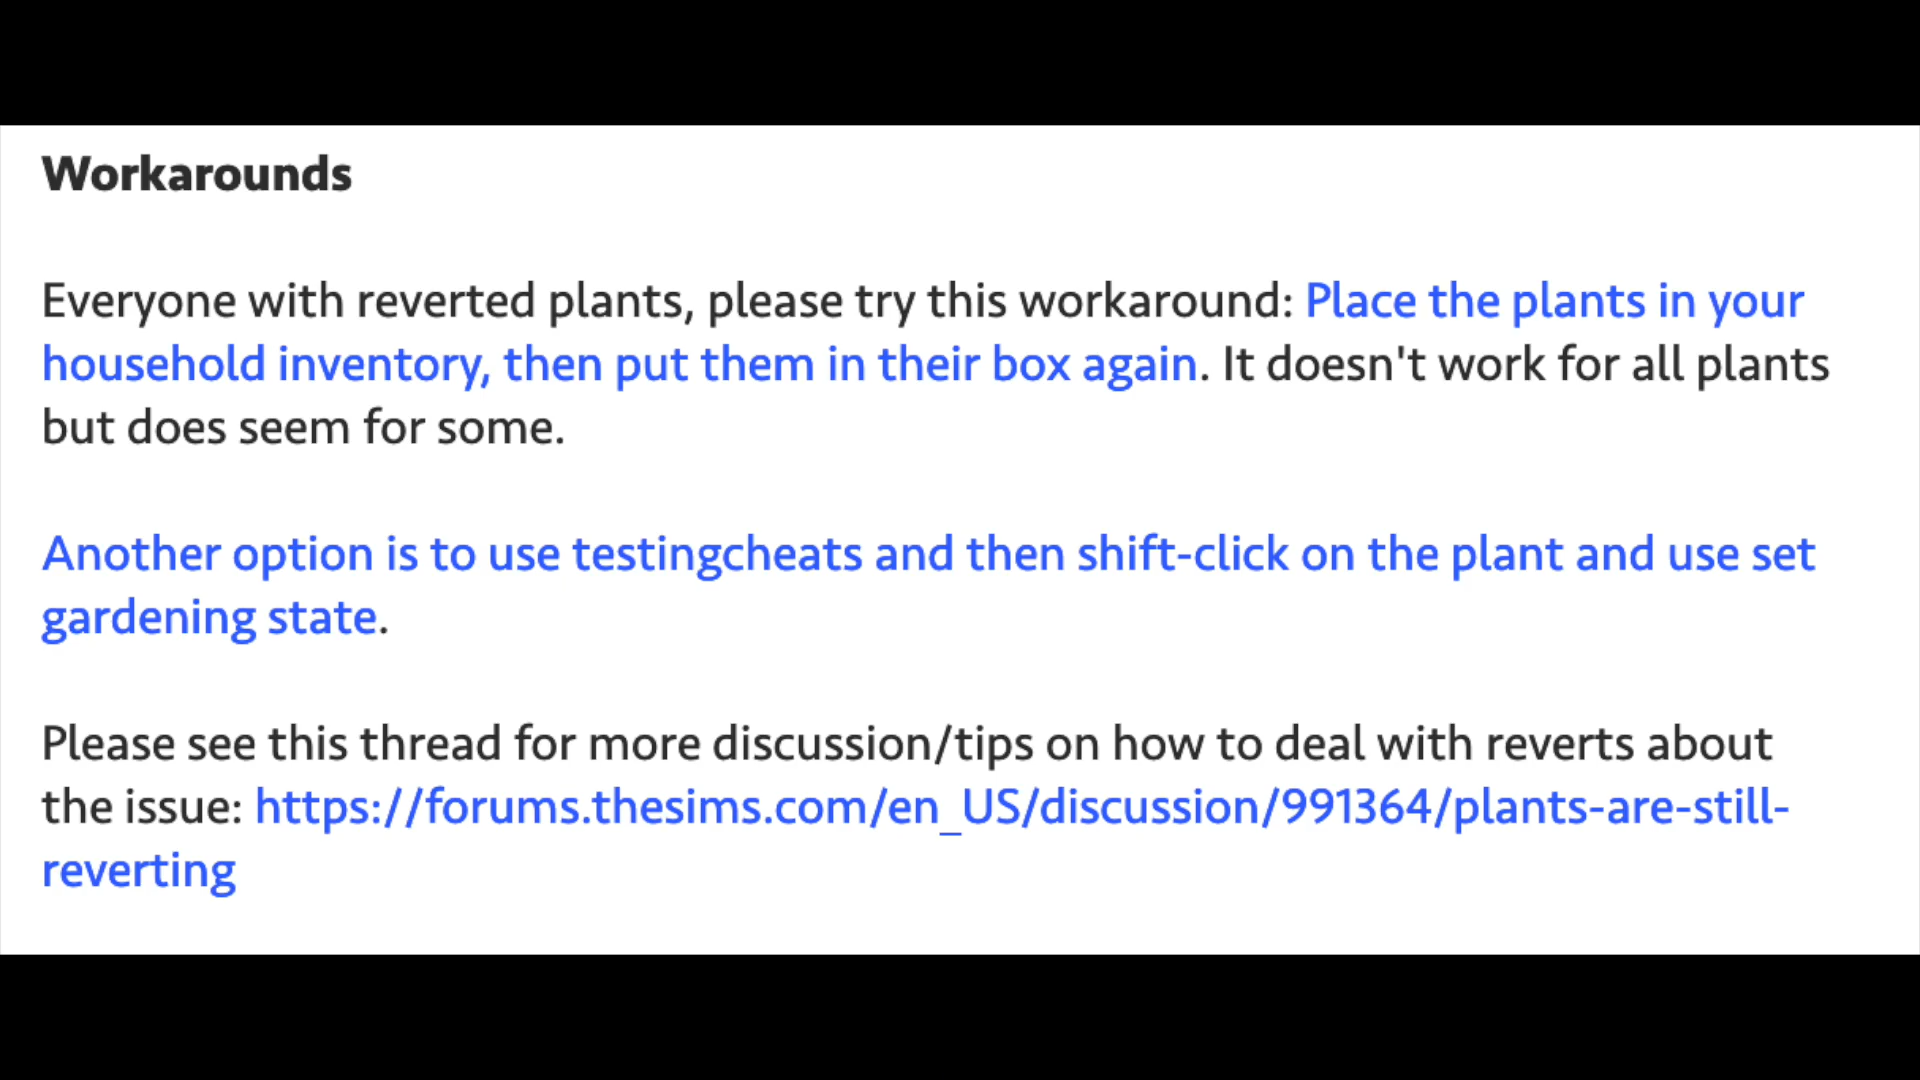 Workarounds
Everyone with reverted plants, please try this workaround: Place the plants in your
household inventory, then put them in their box again. It doesn't work for all plants
but does seem for some.
Another option is to use testingcheats and then shift-click on the plant and use set
gardening state.
Please see this thread for more discussion/tips on how to deal with reverts about
the issue: https://forums.thesims.com/en_US/discussion/991364/plants-are-still-
reverting